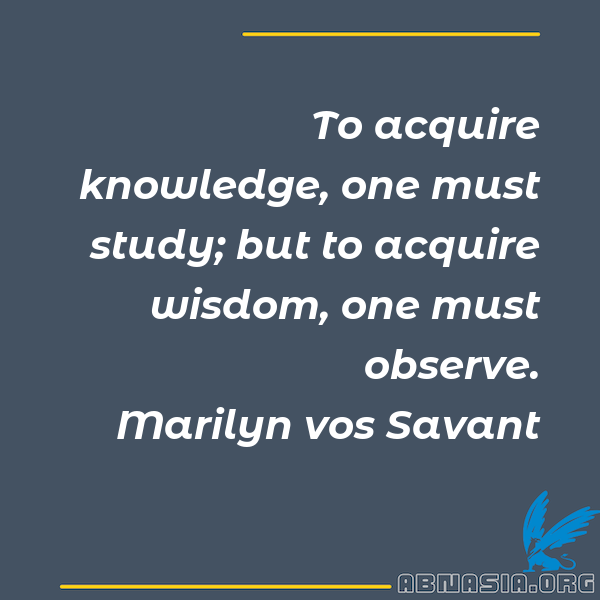 To acquire
knowledge, one must
study; but to acquire
wisdom, one must
observe.
Marilyn vos Savant
ABNASIA.ORG